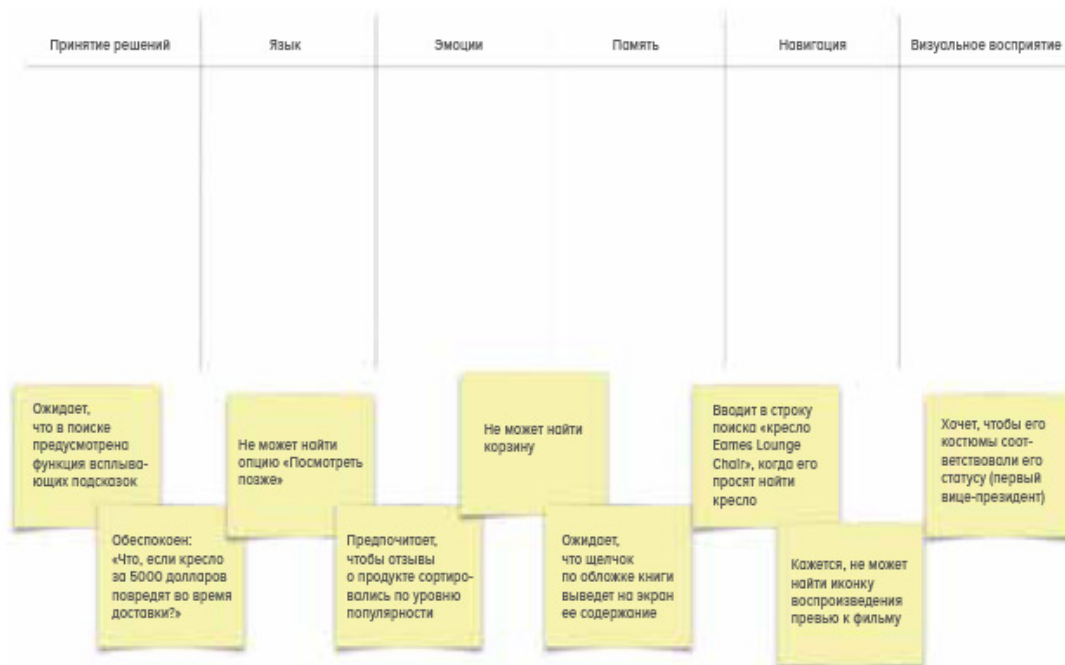 Принятие решений
Язык
Эмоции
Память
Навигация
Визуальное восприятие
Ожидает,
что в поиске
предусмотрена
функция всплыва-
ющих подсказок
Обеспокоен:
«Что, если кресло
за 5000 долларов
повредят во время
доставки?»
Не может найти
опцию «Посмотреть
позже»
Предпочитает,
чтобы отзывы
о продукте сортиро-
вались по уровню
популярности
Не может найти
корзину
Ожидает,
что щелчок
по обложке книги
выведет на экран
ее содержание
Вводит в строку
поиска «кресло
Eames Lounge
Chair», когда его
просят найти
кресло
Кажется, не может
найти иконку
воспроизведения
превью к фильму
Хочет, чтобы его
костюмы соот-
ветствовали его
статусу (первый
вице-президент)